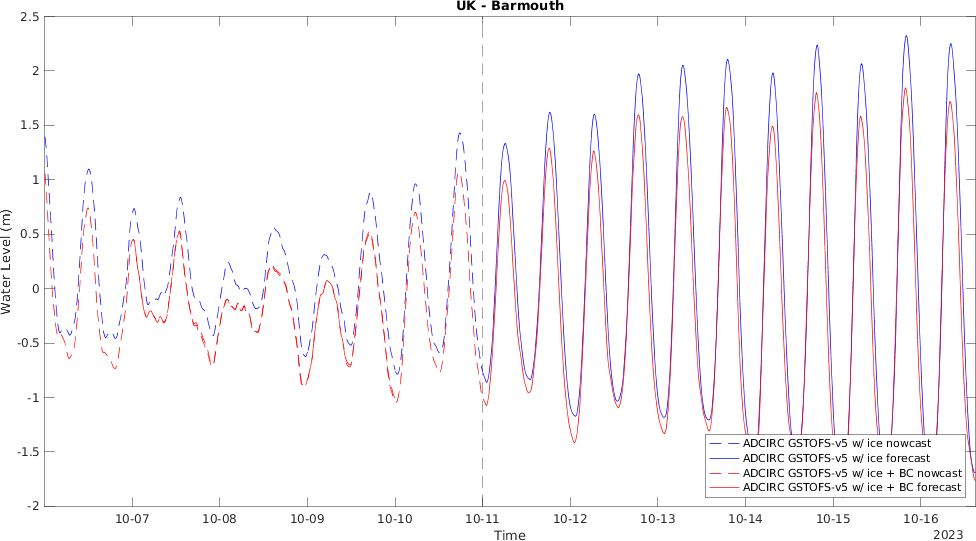 UK - Barmouth
2.5
2
1.5
1
0.5
0
-0.5
-1
-1.5
-2
Water Level (m)
ADCIRC GSTOFS-v5 w/ ice nowcast
ADCIRC GSTOFS-v5 w/ ice forecast
ADCIRC GSTOFS-v5 w/ ice + BC nowcast
ADCIRC GSTOFS-v5 w/ ice + BC forecast
10-07 10-08 10-09 10-10 10-11 10-12 10-13 10-14 10-15 10-16
Time
2023